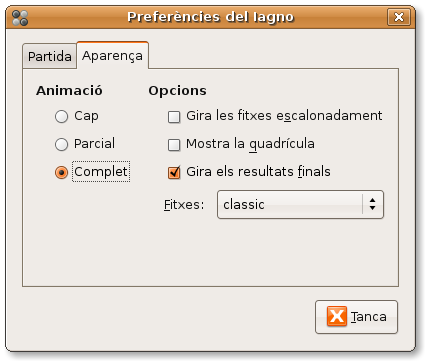 Preferències del Iagno
Partida
Aparença
Animació
Opcions
Cap
Gira les fitxes escalonadament
Parcial
Mostra la quadrícula
Complet
Gira els resultats finals
Fitxes:
classic
Tanca